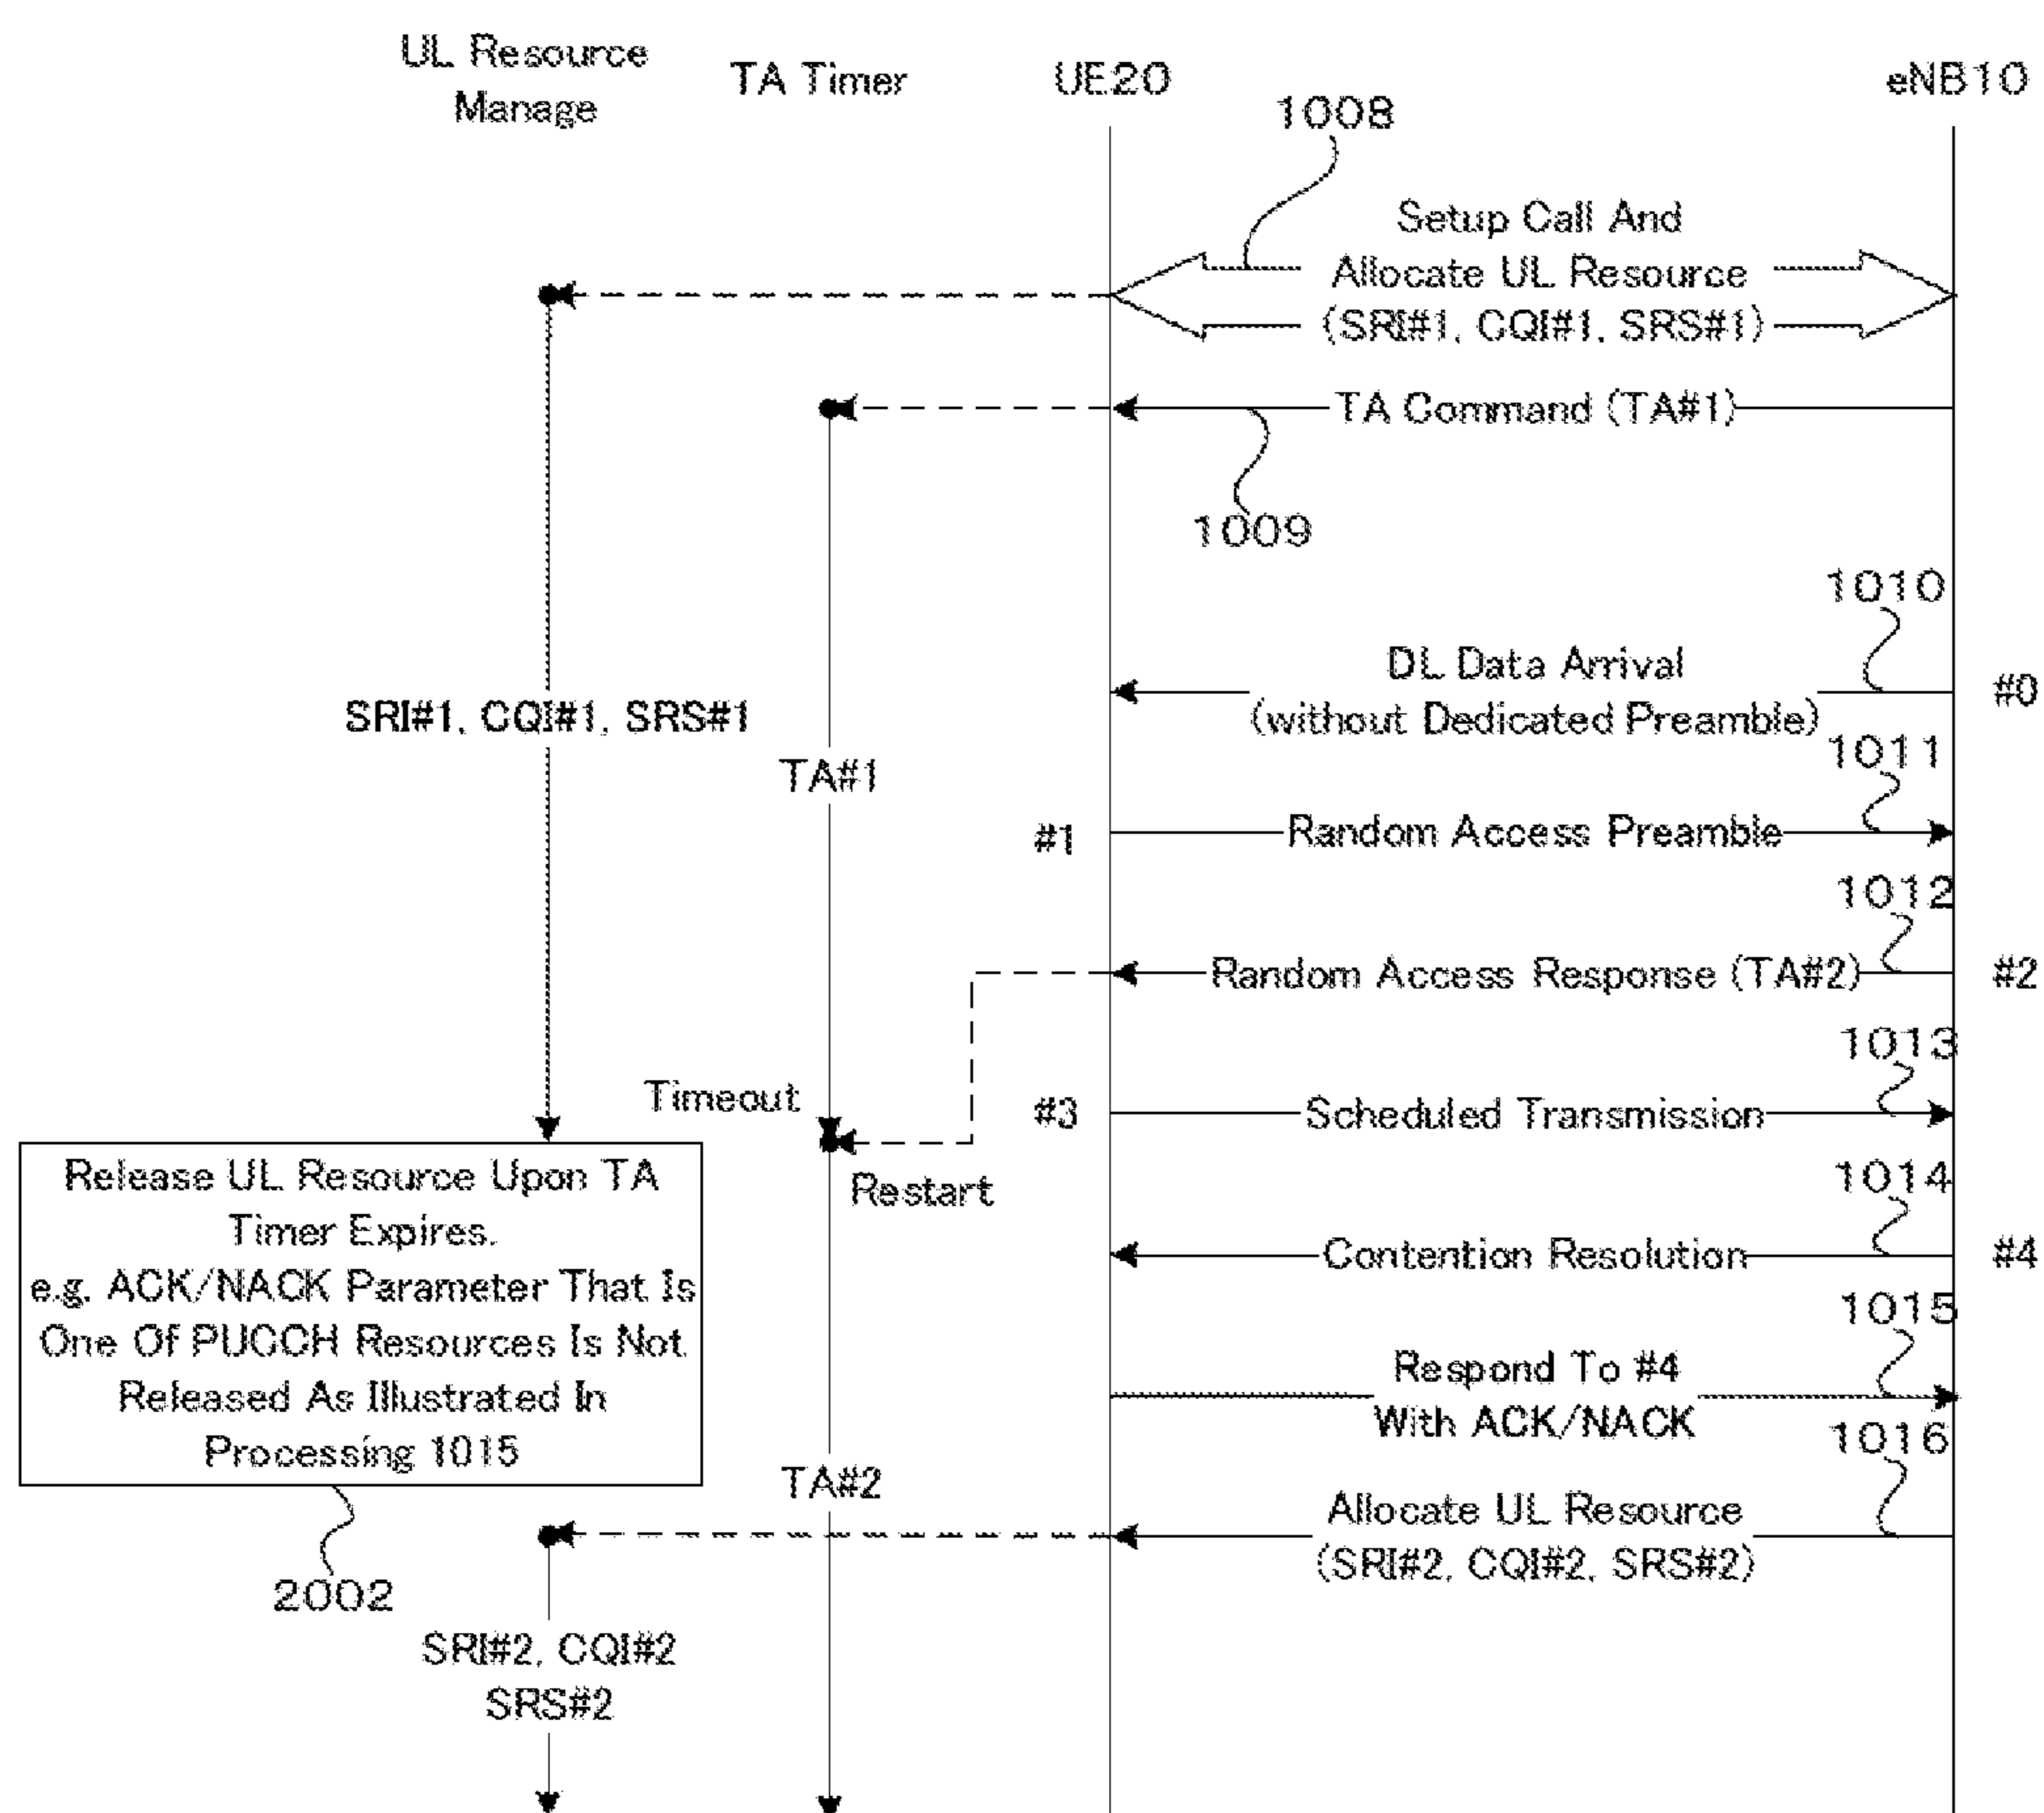 UL Resource
Manage
TA Timer
UE20
eNB10
1008
Setup Call And
Allocate UL Resource
(SRI#1, CQI#1, SRS#1)
TA Command (TA#1)
1009
1010
DL Data Arrival
(without Dedicated Preamble)
#0
SRI#1, CQI#1, SRS#1
TA#1
1011
#1
Random Access Preamble
1012
Random Access Response (TA#2)
#2
1013
Timeout
#3
Scheduled Transmission
Restart
1014
Contention Resolution
#4
Release UL Resource Upon TA
Timer Expires.
e.g. ACK/NACK Parameter That Is
One Of PUCCH Resources Is Not
Released As Illustrated In
Processing 1015
2002
1015
Respond To #4
With ACK/NACK
1016
TA#2
Allocate UL Resource
(SRI#2, CQI#2, SRS#2)
SRI#2, CQI#2
SRS#2